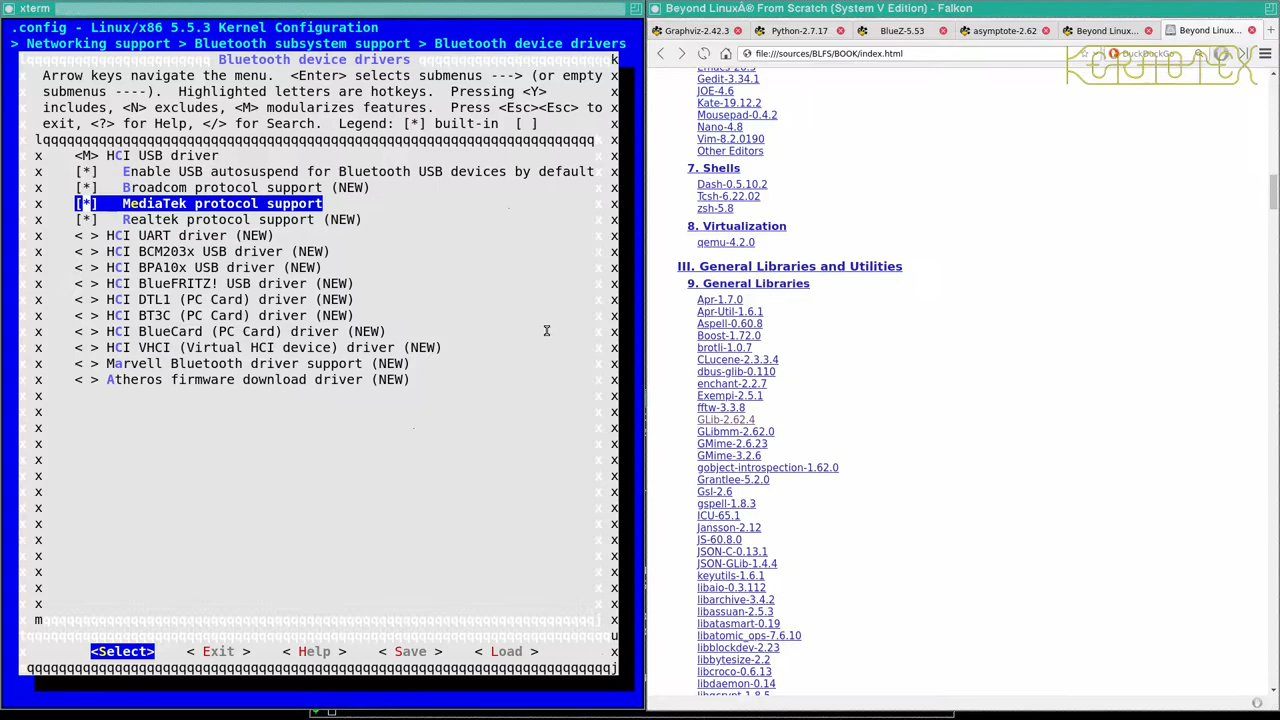 xterm
.config - Linux/x86 5.5.3 Kernel Configuration
> Networking support > Bluetooth subsystem support > Bluetooth device drivers
Bluetooth device drivers
Arrow keys navigate the menu. <Enter> selects submenus ---> (or empty
submenus ----). Highlighted letters are hotkeys. Pressing <Y>
includes, <N> excludes, <M> modularizes features. Press <Esc><Esc> to
exit, <?> for Help, </> for Search. Legend: [*] built-in [ ]
<M> HCI USB driver
[*] Enable USB autosuspend for Bluetooth USB devices by default
[*] Broadcom protocol support (NEW)
[*] MediaTek protocol support
[*] Realtek protocol support (NEW)
< > HCI UART driver (NEW)
< > HCI BCM203x USB driver (NEW)
< > HCI BPA10x USB driver (NEW)
< > HCI BlueFRITZ! USB driver (NEW)
< > HCI DTL1 (PC Card) driver (NEW)
< > HCI BT3C (PC Card) driver (NEW)
< > HCI BlueCard (PC Card) driver (NEW)
< > HCI VHCI (Virtual HCI device) driver (NEW)
< > Marvell Bluetooth driver support (NEW)
< > Atheros firmware download driver (NEW)
<Select> < Exit > < Help > < Save > < Load >
Beyond LinuxÂ® From Scratch (System V Edition) - Falkon
Graphviz-2.42.3 Python-2.7.17 BlueZ-5.53 asymptote-2.62 Beyond Linux... Beyond Linux...
file:///sources/BLFS/BOOK/index.html
DuckDuckGo
Gedit-3.34.1
JOE-4.6
Kate-19.12.2
Mousepad-0.4.2
Nano-4.8
Vim-8.2.0190
Other Editors
7. Shells
Dash-0.5.10.2
Tcsh-6.22.02
zsh-5.8
8. Virtualization
qemu-4.2.0
III. General Libraries and Utilities
9. General Libraries
Apr-1.7.0
Apr-Util-1.6.1
Aspell-0.60.8
Boost-1.72.0
brotli-1.0.7
CLucene-2.3.3.4
dbus-glib-0.110
enchant-2.2.7
Exempi-2.5.1
fftw-3.3.8
GLib-2.62.4
GLibmm-2.62.0
GMime-2.6.23
GMime-3.2.6
gobject-introspection-1.62.0
Grantlee-5.2.0
Gsl-2.6
gspell-1.8.3
ICU-65.1
Jansson-2.12
JS-60.8.0
JSON-C-0.13.1
JSON-GLib-1.4.4
keyutils-1.6.1
libaio-0.3.112
libarchive-3.4.2
libassuan-2.5.3
libatasmart-0.19
libatomic_ops-7.6.10
libblockdev-2.23
libbytesize-2.2
libcroco-0.6.13
libdaemon-0.14
libgcrypt-1.8.5